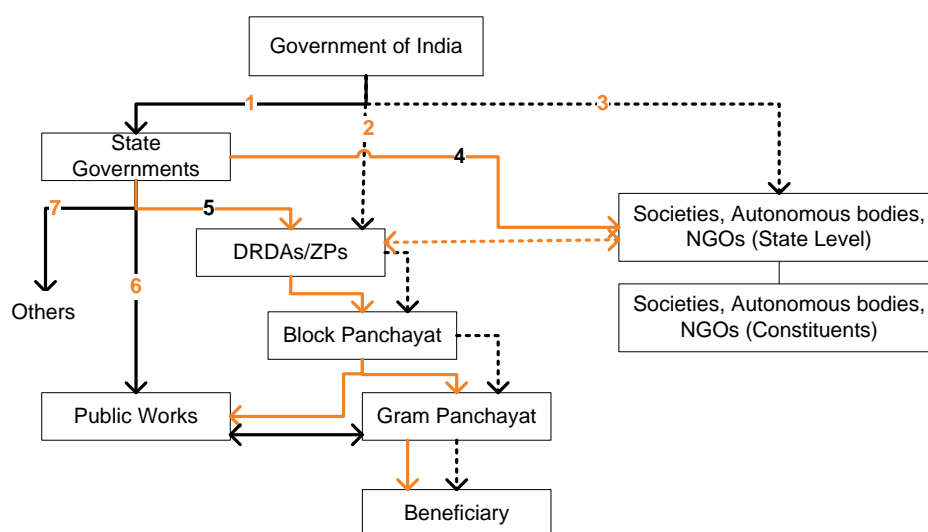 Government of India
1
3
2
State
Governments
4
7
5
Societies, Autonomous bodies,
NGOs (State Level)
DRDAs/ZPs
6
Others
Societies, Autonomous bodies,
NGOs (Constituents)
Block Panchayat
Public Works
Gram Panchayat
Beneficiary